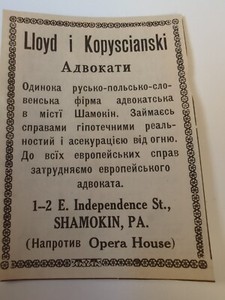 Lloyd i Kopyscianski
Адвокати
Одинока русько-польсько-сло-
венська фірма адвокатська
в місті Шамокін. Займаєсь
справами гіпотечними реаль-
ностий і асекурацією від огню.
До всїх европейських справ
затрудняємо европейського
адвоката.
1–2 E. Independence St.,
SHAMOKIN, PA.
(Напротив Opera House)